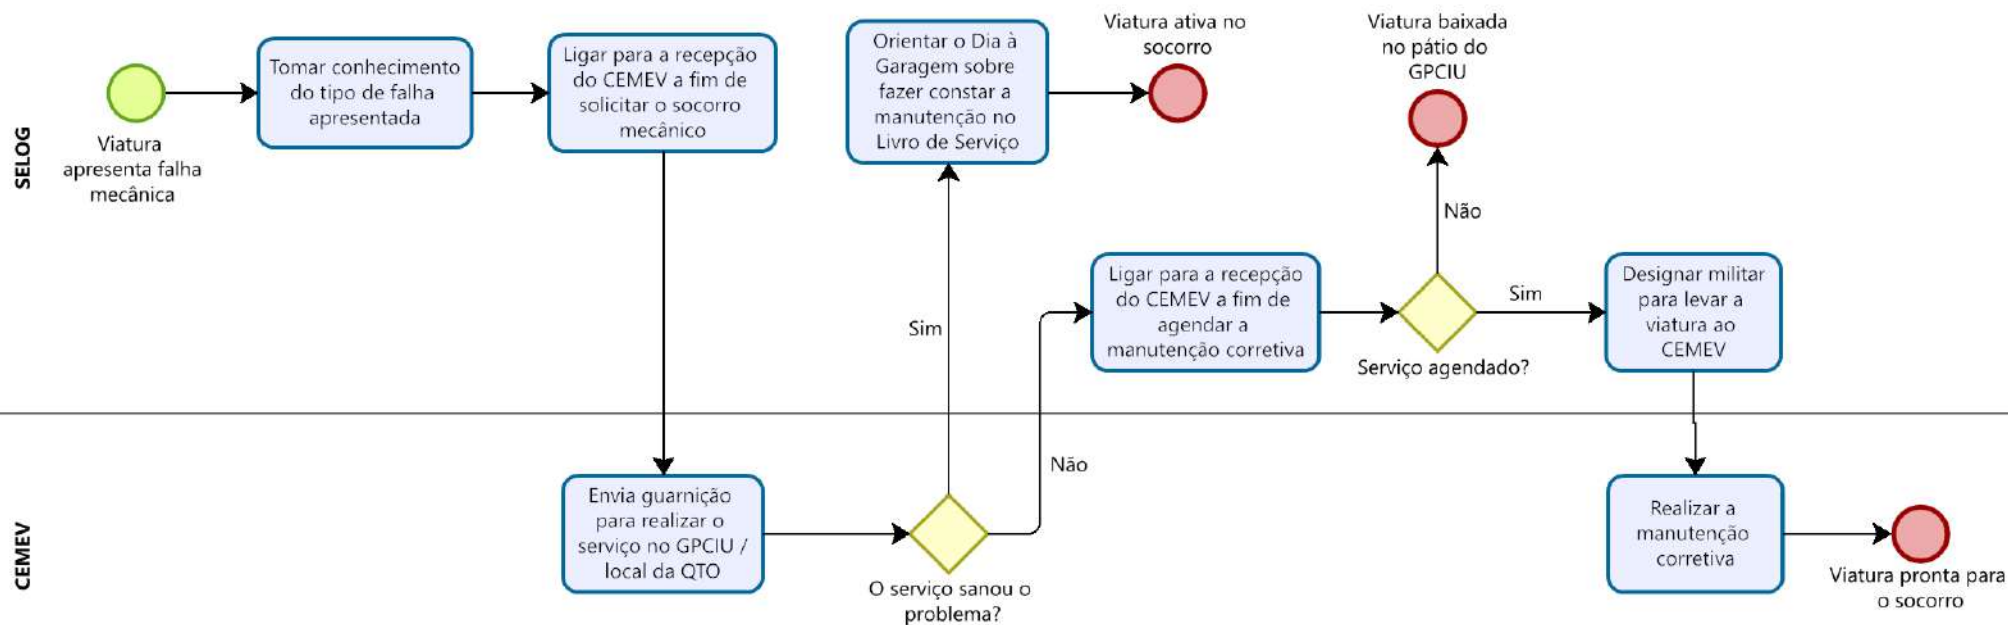 SELOG
Viatura
apresenta falha
mecânica
Tomar conhecimento
do tipo de falha
apresentada
Ligar para a recepção
do CEMEV a fim de
solicitar o socorro
mecânico
Orientar o Dia à
Garagem sobre
fazer constar a
manutenção no
Livro de Serviço
Viatura ativa no
socorro
Viatura baixada
no pátio do
GPCIU
Não
Sim
Ligar para a recepção
do CEMEV a fim de
agendar a
manutenção corretiva
Serviço agendado?
Sim
Designar militar
para levar a
viatura ao
CEMEV
CEMEV
Envia guarnição
para realizar o
serviço no GPCIU /
local da QTO
O serviço sanou o
problema?
Não
Realizar a
manutenção
corretiva
Viatura pronta para
o socorro